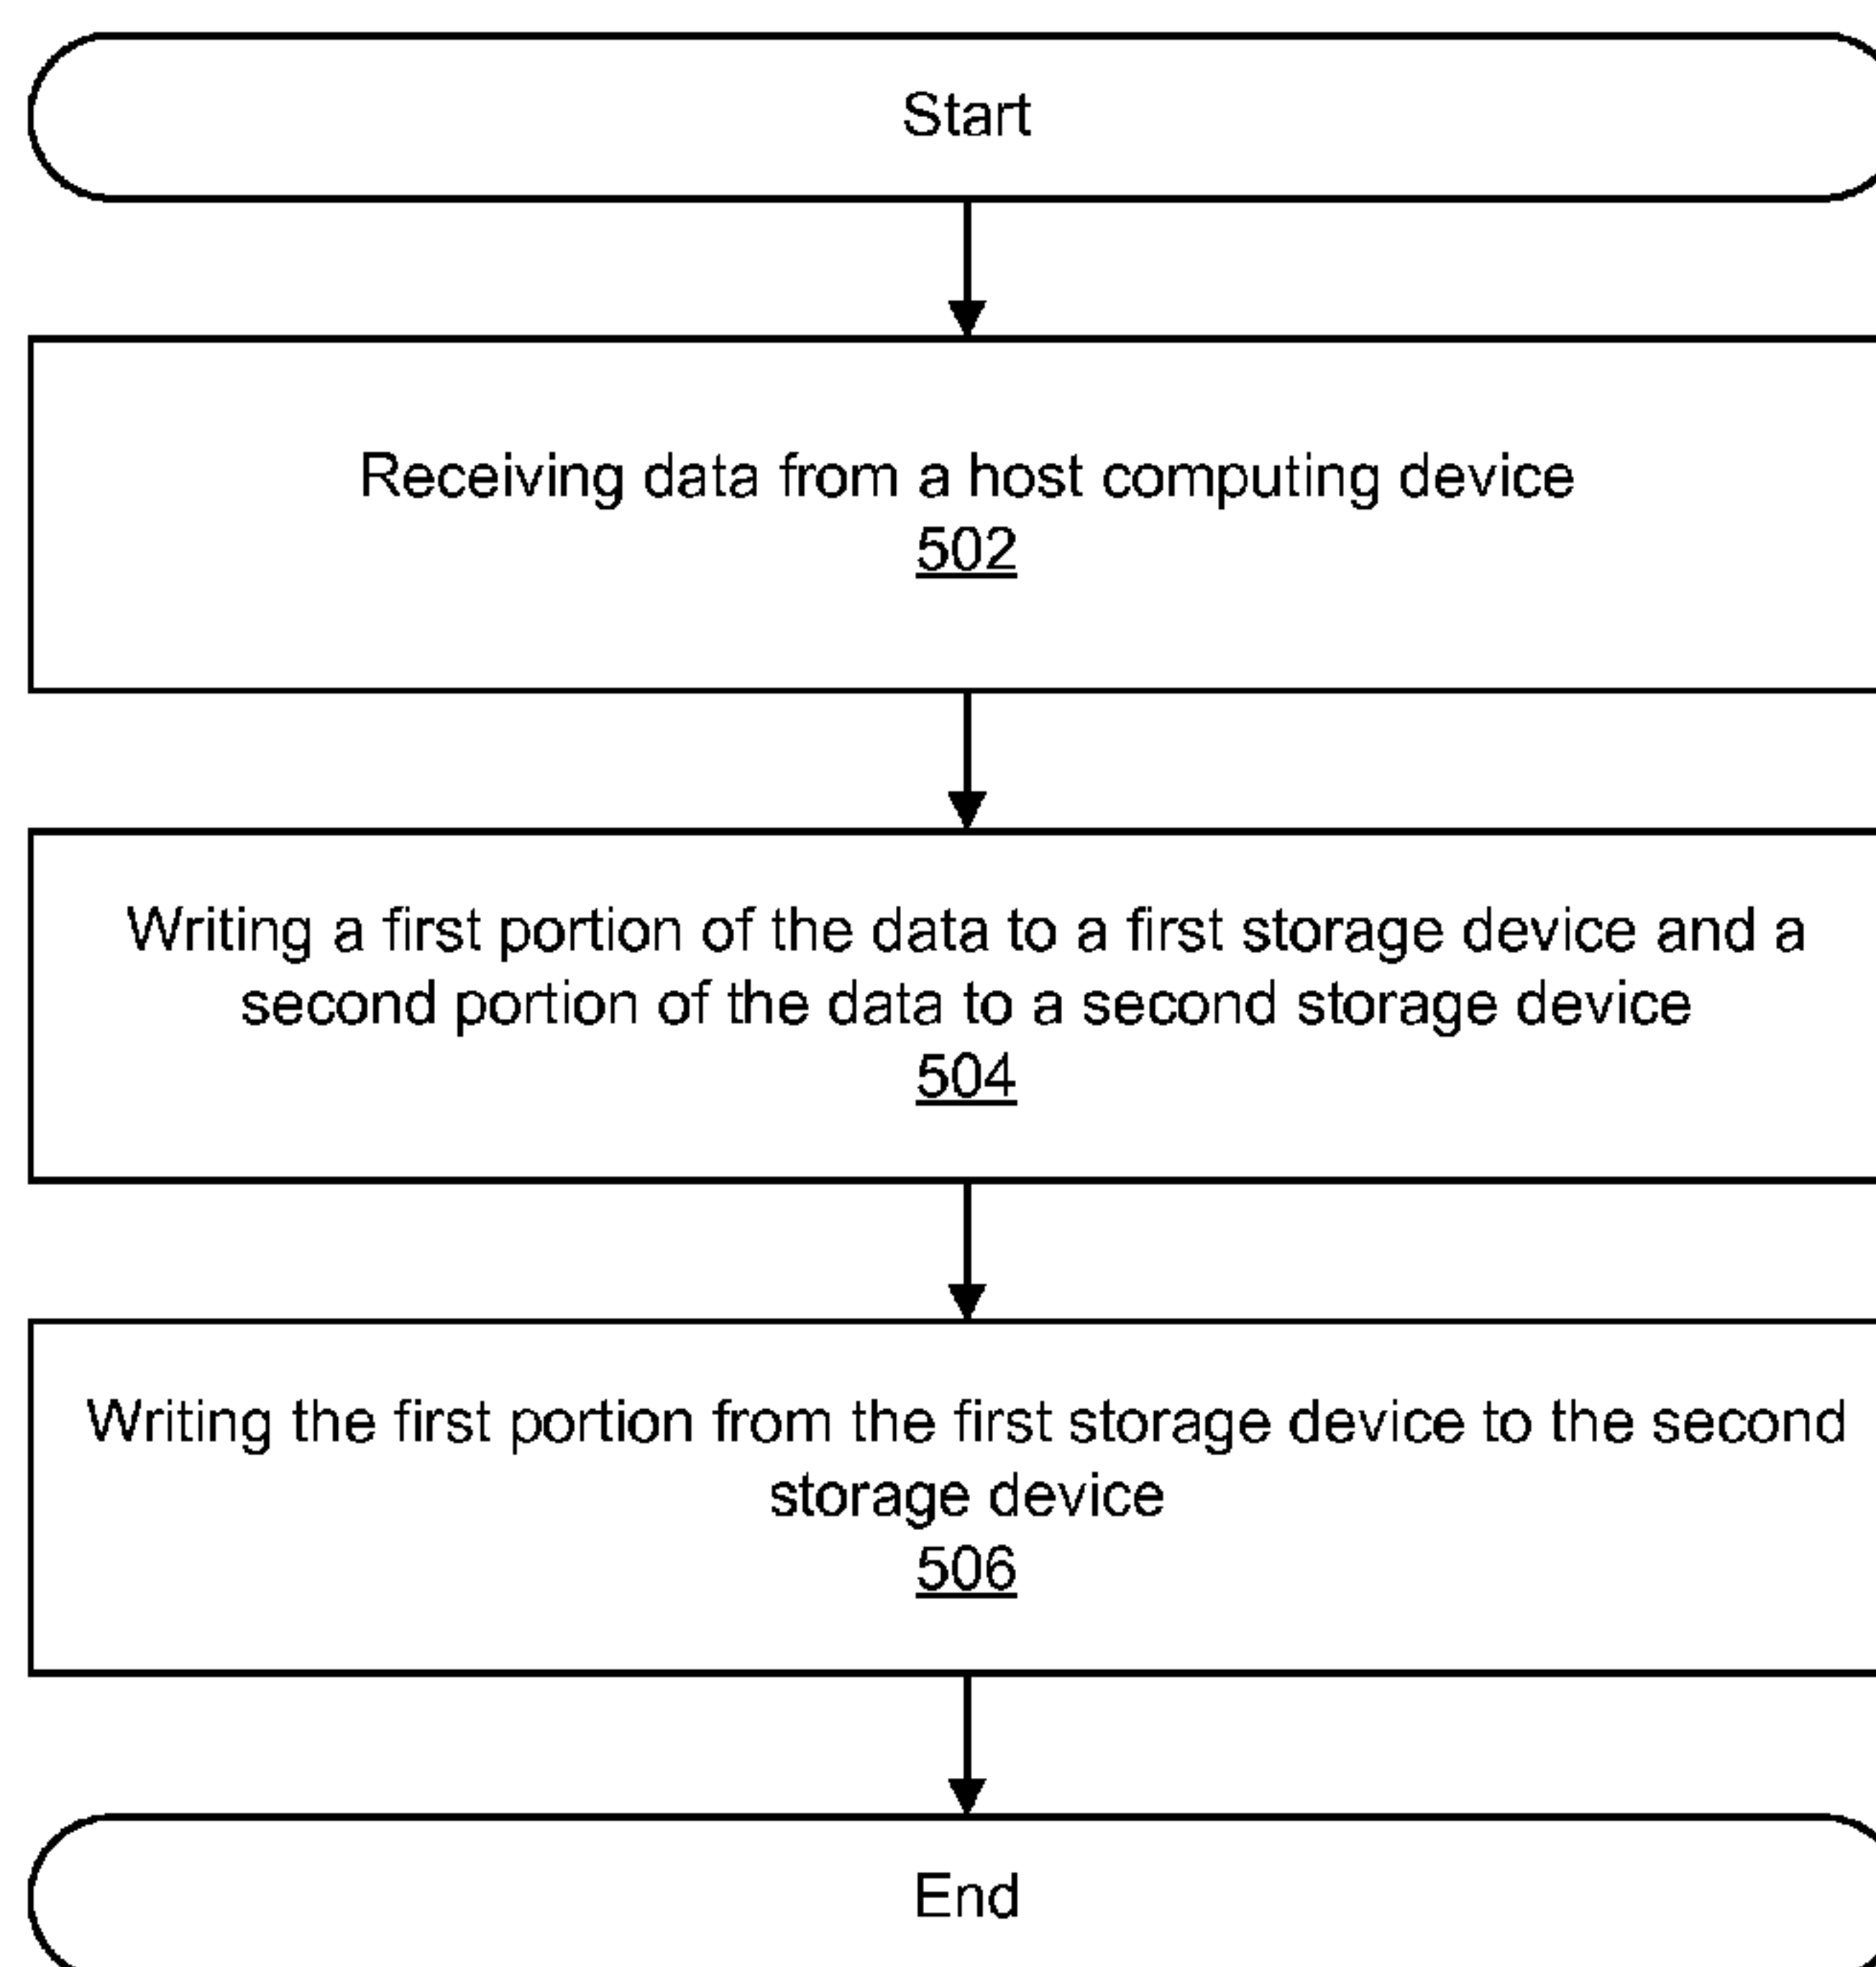 Start
Receiving data from a host computing device
502
Writing a first portion of the data to a first storage device and a
second portion of the data to a second storage device
504
Writing the first portion from the first storage device to the second
storage device
506
End